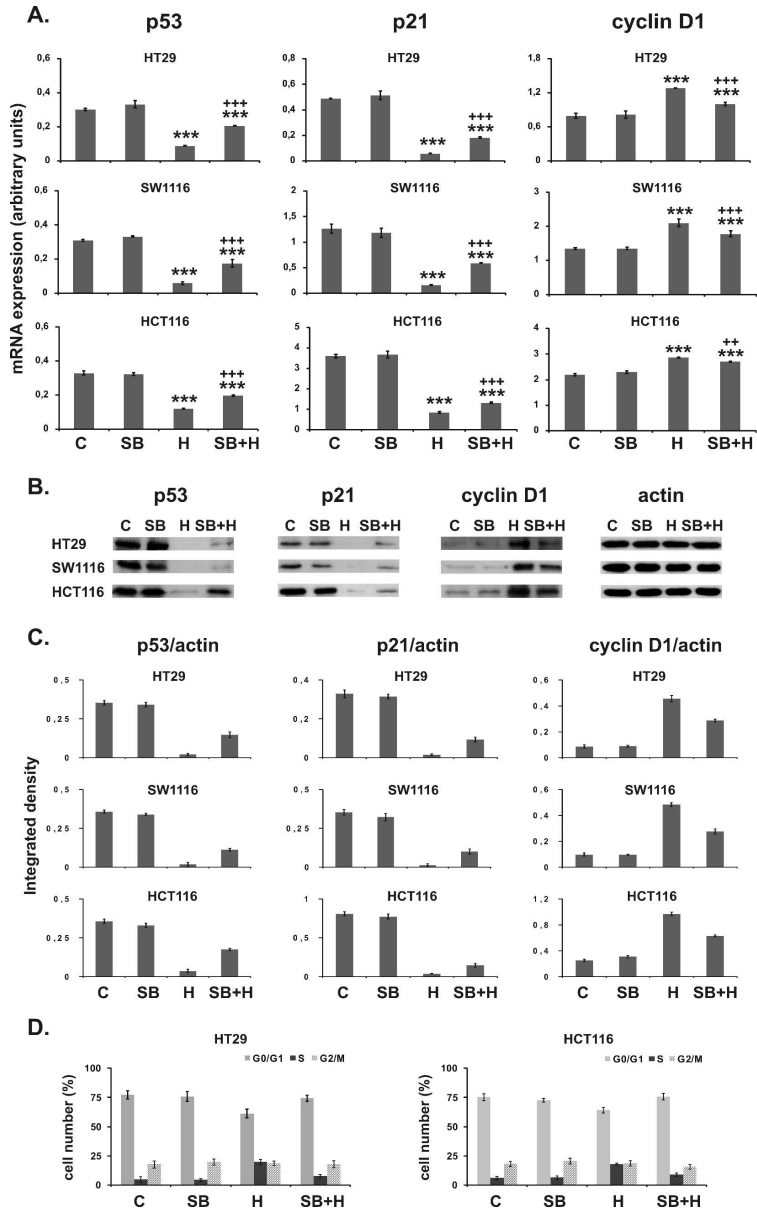 A.
p53 p21 cyclin D1
mRNA expression (arbitrary units)
HT29 HT29 HT29
0,6 0,8 1,8
0,4 0,6 1,2
0,2 0,4 0,6
0 0,2 0
0
*** +++ *** *** +++ *** *** +++ ***
SW1116 SW1116 SW1116
0,6 2 3
0,4 1,5 2
0,2 1 1
0 0,5 0
0
*** +++ *** *** +++ *** *** +++ ***
HCT116 HCT116 HCT116
0,6 5 4
0,4 4 3
0,2 3 2
0 2 1
1 0
0
*** +++ *** *** +++ *** *** ++ ***
C SB H SB+H C SB H SB+H C SB H SB+H
B.
p53 p21 cyclin D1 actin
C SB H SB+H C SB H SB+H C SB H SB+H C SB H SB+H
HT29
SW1116
HCT116
C.
p53/actin p21/actin cyclin D1/actin
Integrated density
HT29 HT29 HT29
0,5 0,4 0,6
0,25 0,2 0,4
0 0 0,2
0
SW1116 SW1116 SW1116
0,5 0,5 0,6
0,25 0,25 0,4
0 0 0,2
0
HCT116 HCT116 HCT116
0,5 1 1,2
0,25 0,5 0,8
0 0 0,4
0
C SB H SB+H C SB H SB+H C SB H SB+H
D.
HT29 HCT116
G0/G1 S G2/M G0/G1 S G2/M
cell number (%) cell number (%)
100 100
75 75
50 50
25 25
0 0
C SB H SB+H C SB H SB+H